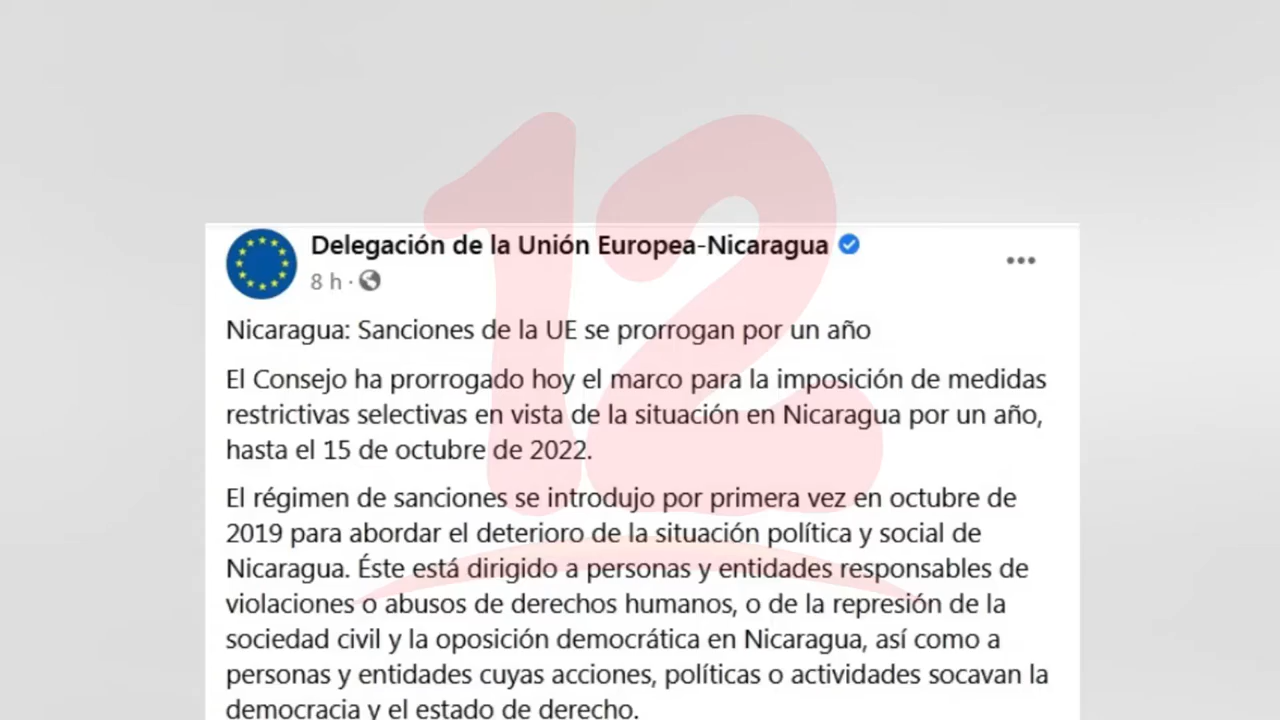 12
Delegación de la Unión Europea-Nicaragua
8 h ·
Nicaragua: Sanciones de la UE se prorrogan por un año
El Consejo ha prorrogado hoy el marco para la imposición de medidas
restrictivas selectivas en vista de la situación en Nicaragua por un año,
hasta el 15 de octubre de 2022.
El régimen de sanciones se introdujo por primera vez en octubre de
2019 para abordar el deterioro de la situación política y social de
Nicaragua. Éste está dirigido a personas y entidades responsables de
violaciones o abusos de derechos humanos, o de la represión de la
sociedad civil y la oposición democrática en Nicaragua, así como a
personas y entidades cuyas acciones, políticas o actividades socavan la
democracia y el estado de derecho.